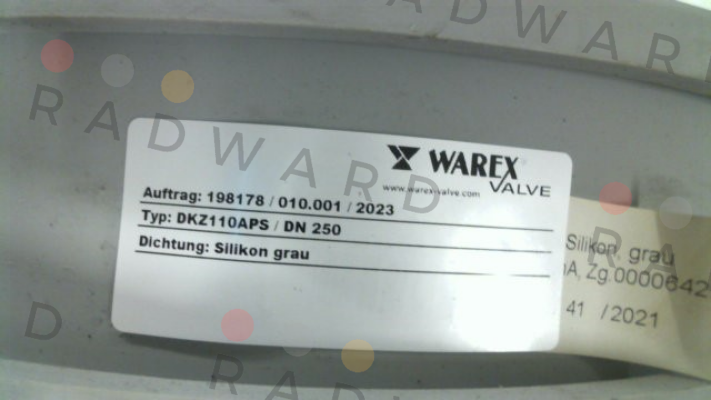 RADWARD
RADWARD
WAREX
VALVE
www.warex-valve.com
Auftrag: 198178 / 010.001 / 2023
Typ: DKZ110APS / DN 250
Dichtung: Silikon grau
Silikon, grau
A, Zg.0000642
41 /2021
D
RADWARD